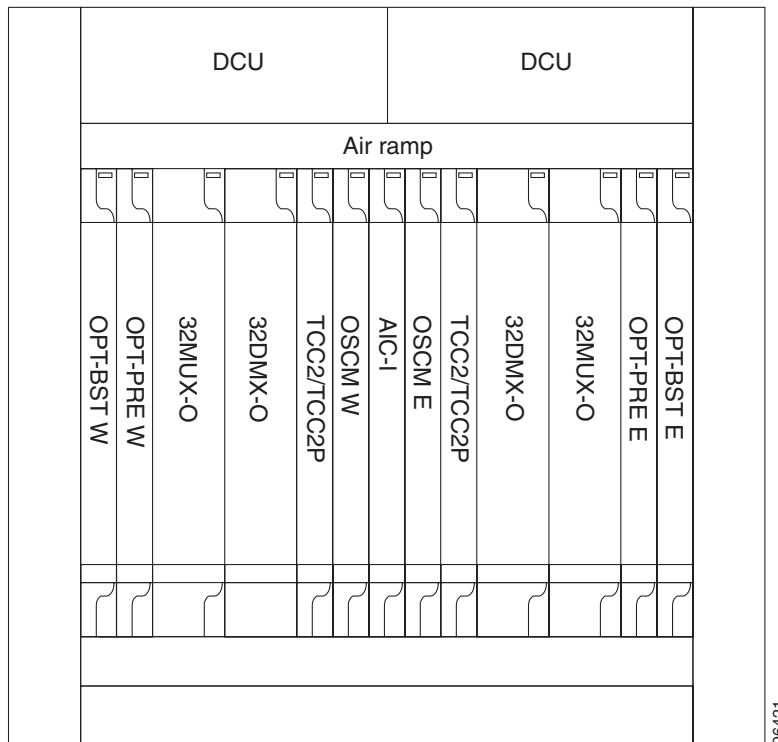 DCU
DCU
Air ramp
OPT-BST W
OPT-PRE W
32MUX-O
32DMX-O
TCC2/TCC2P
OSCM W
AIC-I
OSCM E
TCC2/TCC2P
32DMX-O
32MUX-O
OPT-PRE E
OPT-BST E